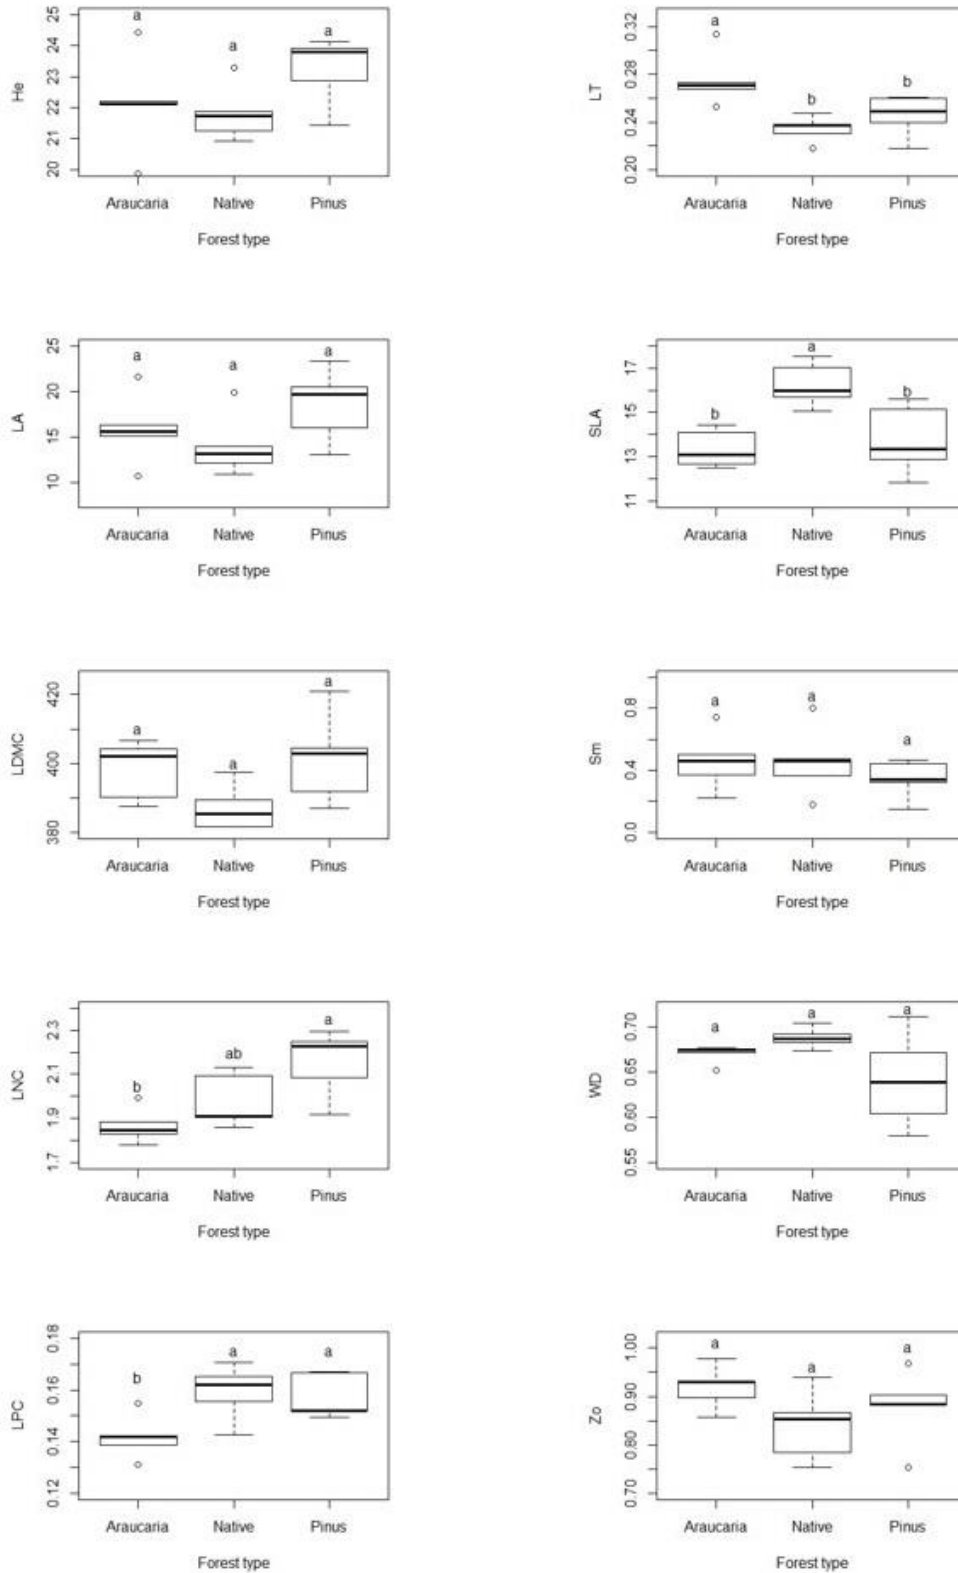 He
25
24
23
22
21
20
a
a
a
Araucaria
Native
Pinus
Forest type
LT
0.32
0.28
0.24
0.20
a
b
b
Araucaria
Native
Pinus
Forest type
LA
25
20
15
10
a
a
a
Araucaria
Native
Pinus
Forest type
SLA
17
15
13
11
b
a
b
Araucaria
Native
Pinus
Forest type
LDMC
420
400
380
a
a
a
Araucaria
Native
Pinus
Forest type
Sm
0.8
0.4
0.0
a
a
a
Araucaria
Native
Pinus
Forest type
LNC
2.3
2.1
1.9
1.7
b
ab
a
Araucaria
Native
Pinus
Forest type
WD
0.70
0.65
0.60
0.55
a
a
a
Araucaria
Native
Pinus
Forest type
LPC
0.18
0.16
0.14
0.12
b
a
a
Araucaria
Native
Pinus
Forest type
Zo
1.00
0.90
0.80
0.70
a
a
a
Araucaria
Native
Pinus
Forest type